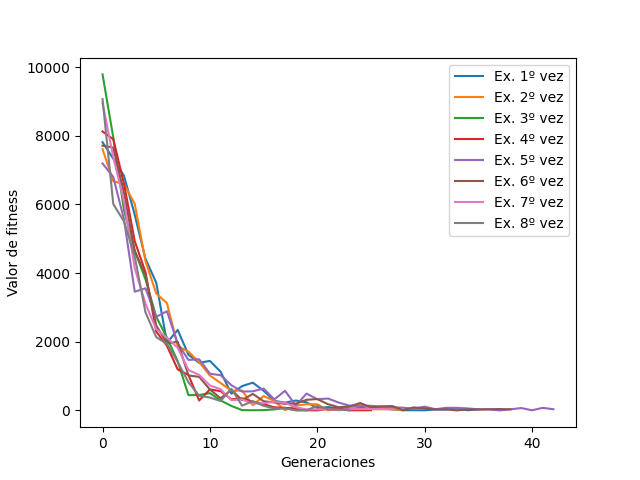 10000
8000
6000
4000
2000
0
Valor de fitness
0 10 20 30 40
Generaciones
Ex. 1º vez
Ex. 2º vez
Ex. 3º vez
Ex. 4º vez
Ex. 5º vez
Ex. 6º vez
Ex. 7º vez
Ex. 8º vez